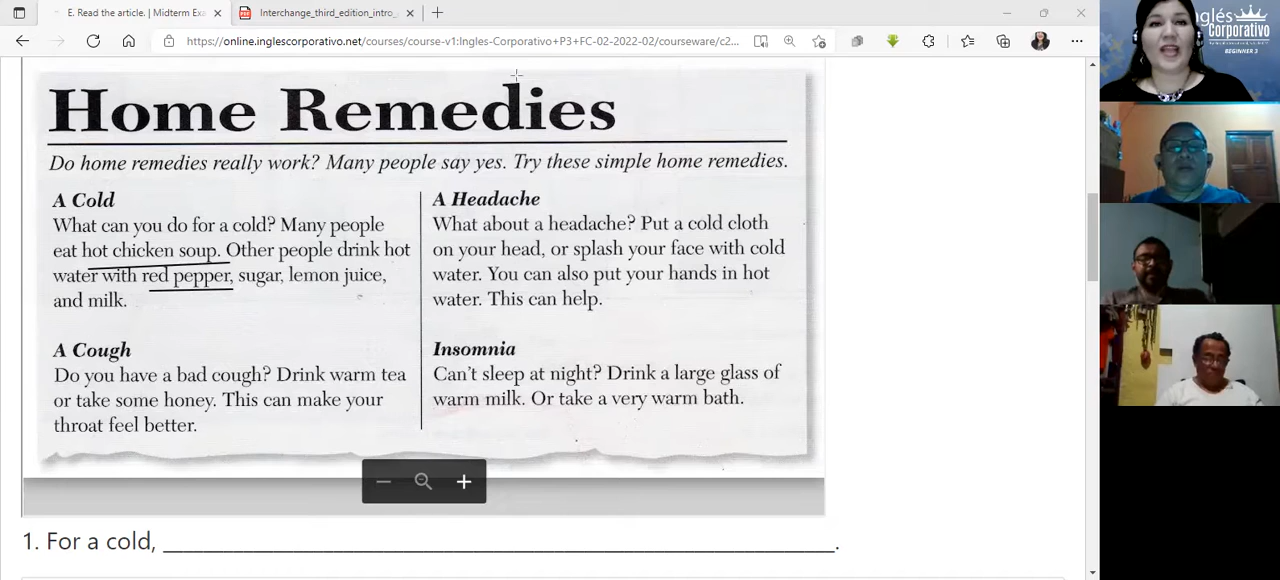 E. Read the article. | Midterm Exa
Interchange_third_edition_intro_
https://online.inglescorporativo.net/courses/course-v1:Ingles-Corporativo+P3+FC-02-2022-02/courseware/c2...
Home Remedies
Do home remedies really work? Many people say yes. Try these simple home remedies.
A Cold
What can you do for a cold? Many people
eat hot chicken soup. Other people drink hot
water with red pepper, sugar, lemon juice,
and milk.
A Cough
Do you have a bad cough? Drink warm tea
or take some honey. This can make your
throat feel better.
A Headache
What about a headache? Put a cold cloth
on your head, or splash your face with cold
water. You can also put your hands in hot
water. This can help.
Insomnia
Can't sleep at night? Drink a large glass of
warm milk. Or take a very warm bath.
1. For a cold, ______________________________________________.
Inglés
Corporativo
BEGINNER 3